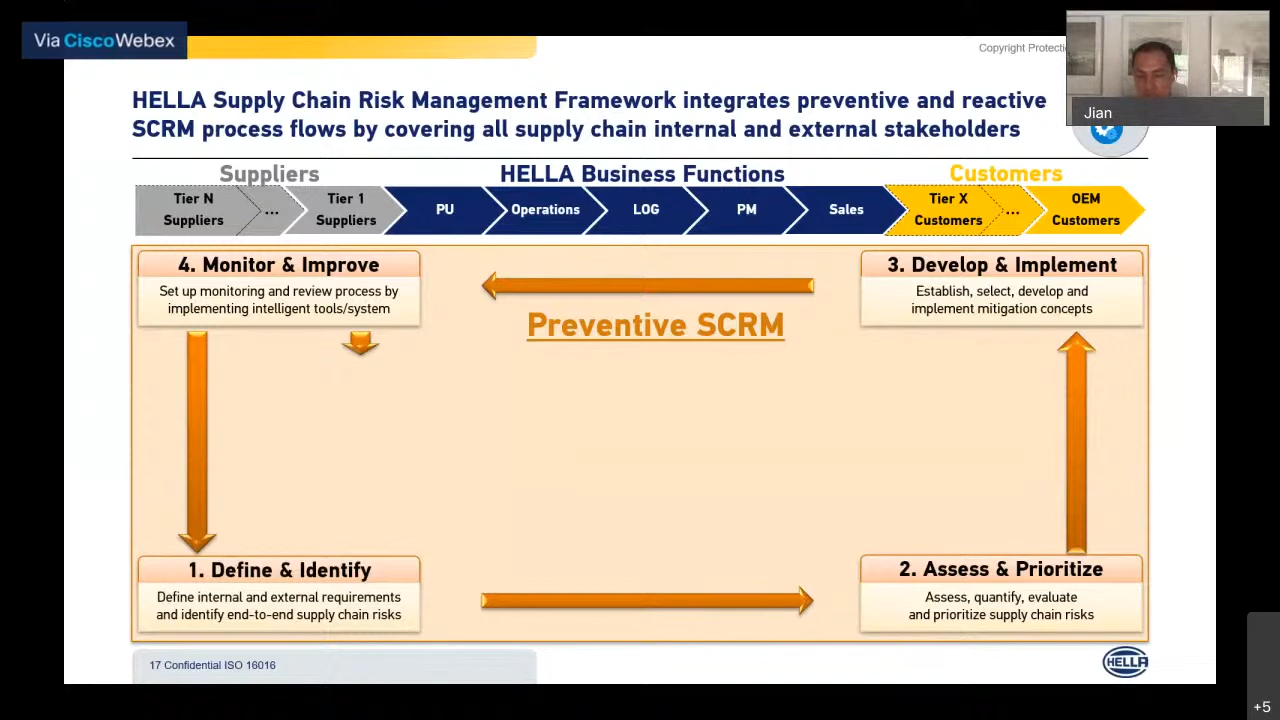 Via CiscoWebex
Copyright Protecti
Jian
HELLA Supply Chain Risk Management Framework integrates preventive and reactive
SCRM process flows by covering all supply chain internal and external stakeholders
Suppliers
HELLA Business Functions
Customers
Tier N
Suppliers
...
Tier 1
Suppliers
PU
Operations
LOG
PM
Sales
Tier X
Customers
...
OEM
Customers
4. Monitor & Improve
Set up monitoring and review process by
implementing intelligent tools/system
3. Develop & Implement
Establish, select, develop and
implement mitigation concepts
Preventive SCRM
1. Define & Identify
Define internal and external requirements
and identify end-to-end supply chain risks
2. Assess & Prioritize
Assess, quantify, evaluate
and prioritize supply chain risks
17 Confidential ISO 16016
HELLA
+5